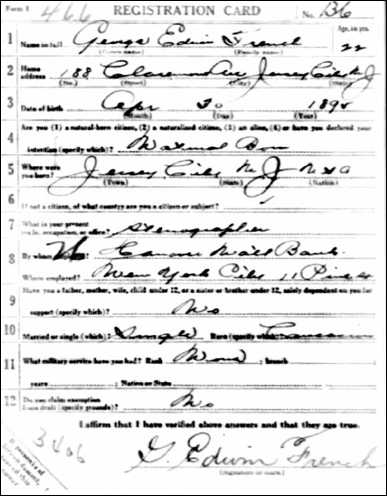 Form 1 466 REGISTRATION CARD No. 136
1 Name in full George Edwin French Age, in yrs. 22
(Given name) (Family name)
2 Home address 188 Claremont Ave Jersey City N J
(No.) (Street) (City) (State)
3 Date of birth Apr
(Month) (Day) (Year)
Are you (1) a natural-born citizen, (2) a naturalized citizen, (3) an alien, (4) or have you declared your
4 intention (specify which)? Natural Born
5 Where were you born? Jersey City N J USA
(Town) (State) (Nation)
6 If not a citizen, of what country are you a citizen or subject?
7 What is your present trade, occupation, or office? Stenographer
8 By whom employed? Bank
Where employed? New York City 11 Pine St
Have you a father, mother, wife, child under 12, or a sister or brother under 12, solely dependent on you for
9 support (specify which)? No
10 Married or single (which)? Single Race (specify which)? Caucasian
11 What military service have you had? Rank None ; branch
years ; Nation or State
12 Do you claim exemption from draft (specify grounds)? No
I affirm that I have verified above answers and that they are true.
3406
G. Edwin French
(Signature or mark)